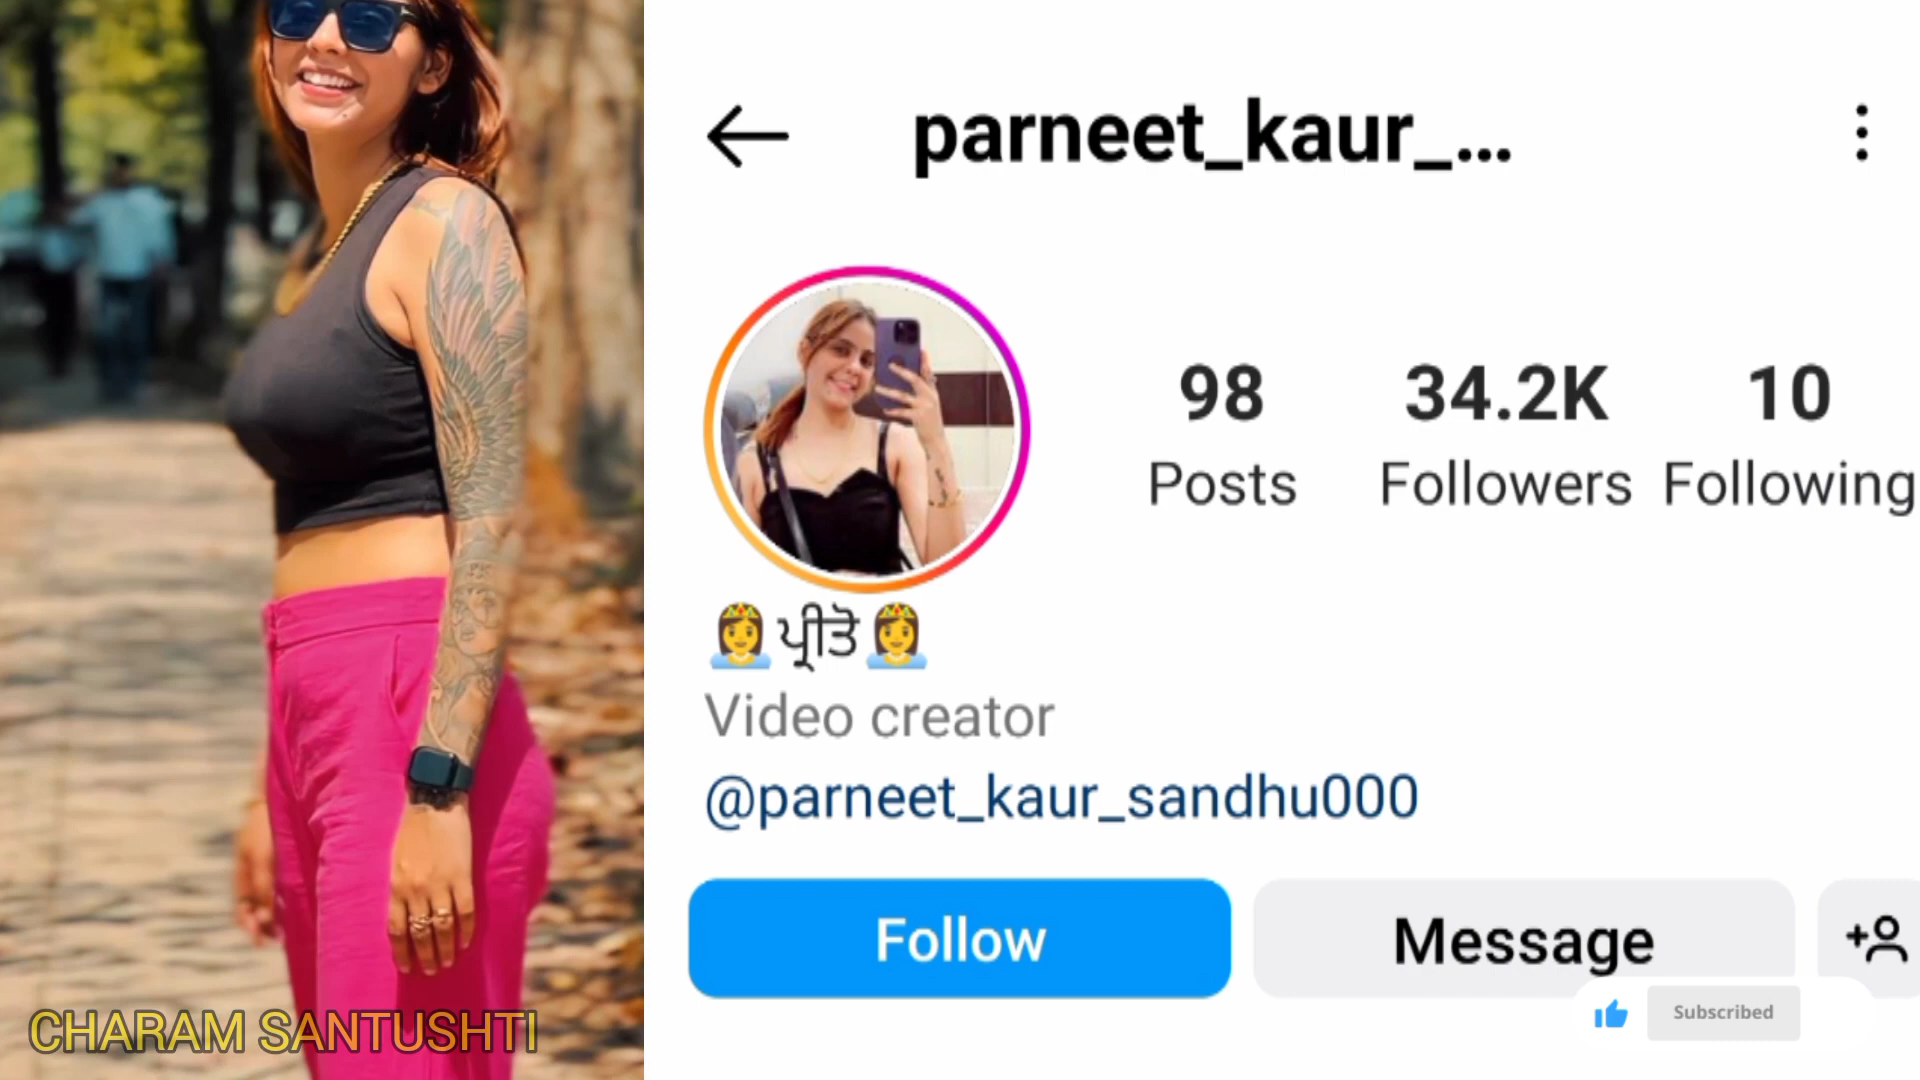 parneet_kaur_...
98
Posts
34.2K
Followers
10
Following
👸ਪ੍ਰੀਤੋ👸
Video creator
@parneet_kaur_sandhu000
Follow
Message
Subscribed
CHARAM SANTUSHTI